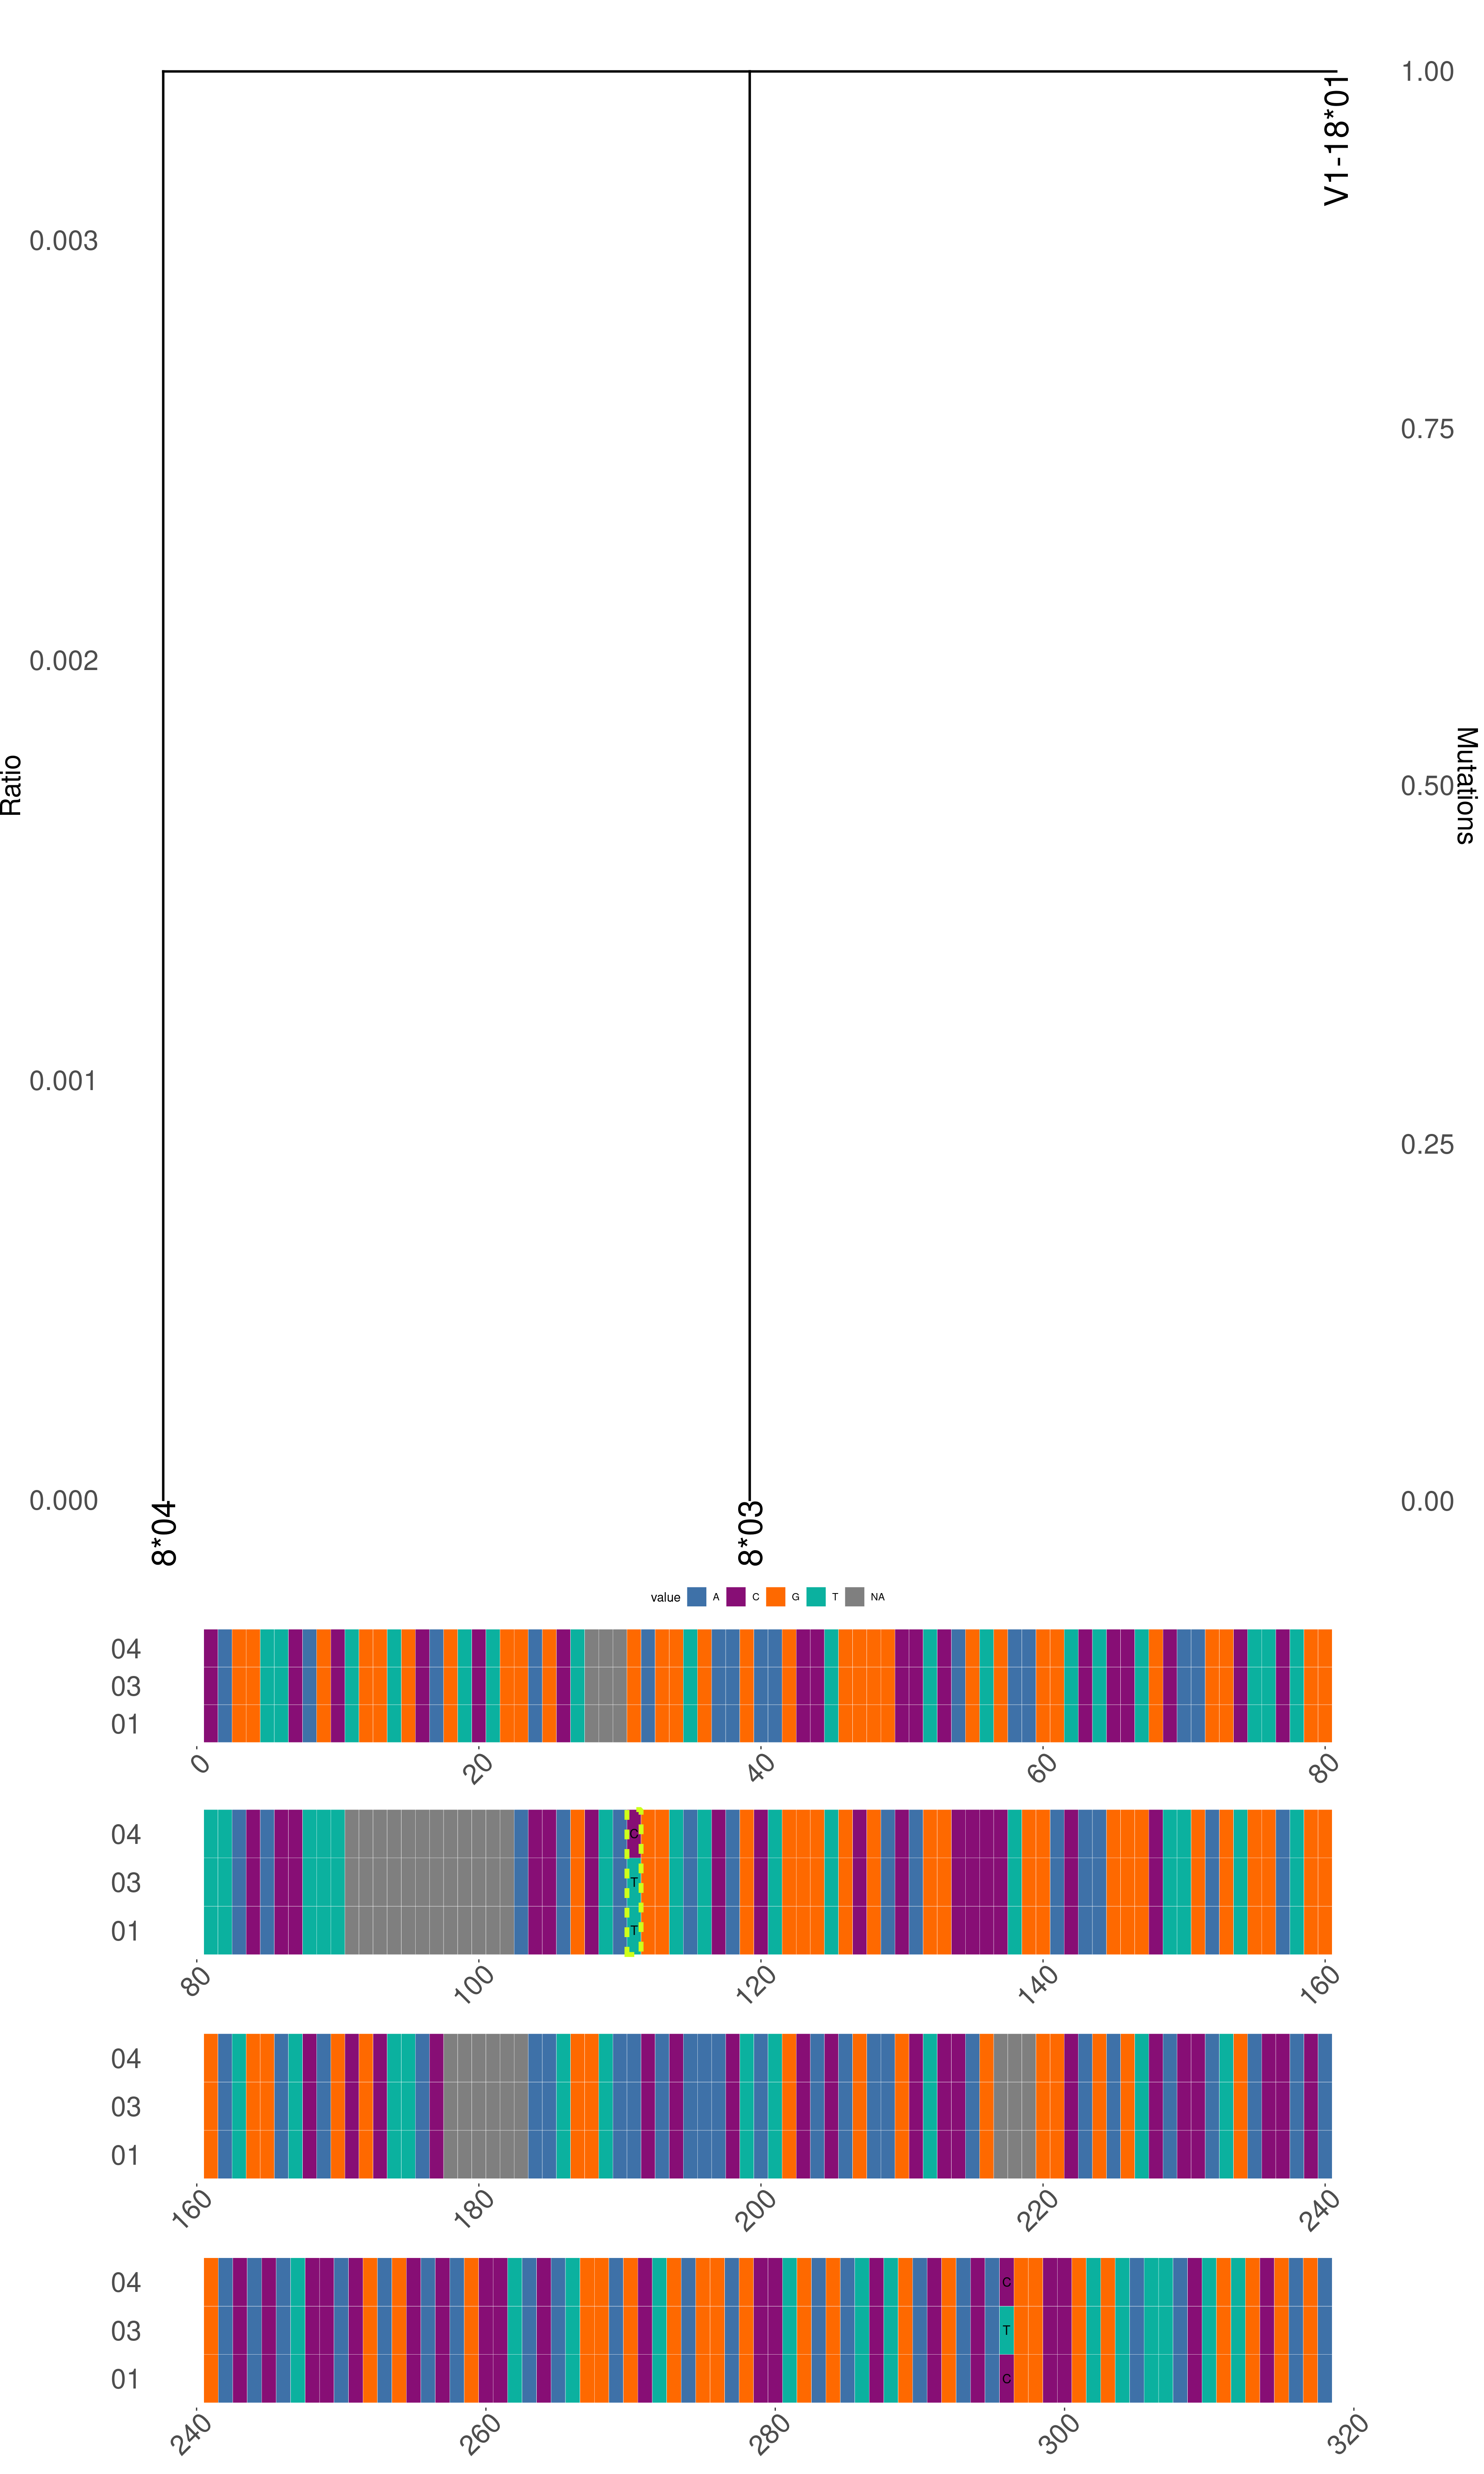 1.00
V1-18*01
0.003
0.75
0.002
Ratio
0.50
Mutations
0.001
0.25
0.000
0.00
8*04
8*03
value A C G T NA
04
03
01
0 20 40 60 80
04 C
03 T
01 T
80 100 120 140 160
04
03
01
160 180 200 220 240
04 C
03 T
01 C
240 260 280 300 320